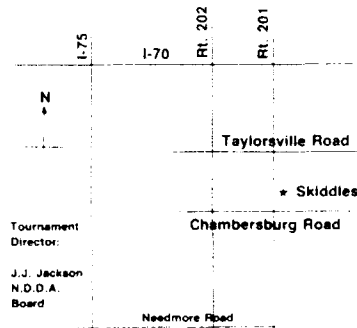 I-75
I-70
Rt. 202
Rt. 201
N
Taylorsville Road
★ Skiddles
Chambersburg Road
Tournament
Director:
J.J. Jackson
N.D.D.A.
Board
Needmore Road